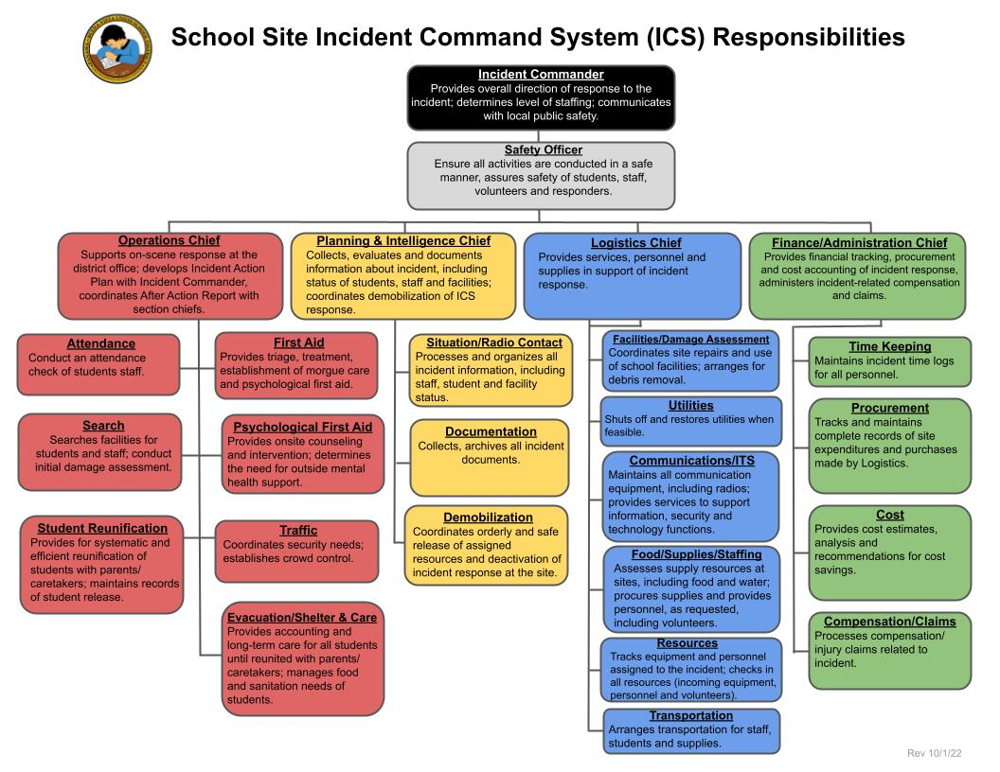 School Site Incident Command System (ICS) Responsibilities
Incident Commander
Provides overall direction of response to the
incident; determines level of staffing; communicates
with local public safety.
Safety Officer
Ensure all activities are conducted in a safe
manner, assures safety of students, staff,
volunteers and responders.
Operations Chief
Supports on-scene response at the
district office; develops Incident Action
Plan with Incident Commander,
coordinates After Action Report with
section chiefs.
Planning & Intelligence Chief
Collects, evaluates and documents
information about incident, including
status of students, staff and facilities;
coordinates demobilization of ICS
response.
Logistics Chief
Provides services, personnel and
supplies in support of incident
response.
Finance/Administration Chief
Provides financial tracking, procurement
and cost accounting of incident response,
administers incident-related compensation
and claims.
Attendance
Conduct an attendance
check of students staff.
Search
Searches facilities for
students and staff; conduct
initial damage assessment.
Student Reunification
Provides for systematic and
efficient reunification of
students with parents/
caretakers; maintains records
of student release.
First Aid
Provides triage, treatment,
establishment of morgue care
and psychological first aid.
Psychological First Aid
Provides onsite counseling
and intervention; determines
the need for outside mental
health support.
Traffic
Coordinates security needs;
establishes crowd control.
Evacuation/Shelter & Care
Provides accounting and
long-term care for all students
until reunited with parents/
caretakers; manages food
and sanitation needs of
students.
Situation/Radio Contact
Processes and organizes all
incident information, including
staff, student and facility
status.
Documentation
Collects, archives all incident
documents.
Demobilization
Coordinates orderly and safe
release of assigned
resources and deactivation of
incident response at the site.
Facilities/Damage Assessment
Coordinates site repairs and use
of school facilities; arranges for
debris removal.
Utilities
Shuts off and restores utilities when
feasible.
Communications/ITS
Maintains all communication
equipment, including radios;
provides services to support
information, security and
technology functions.
Food/Supplies/Staffing
Assesses supply resources at
sites, including food and water;
procures supplies and provides
personnel, as requested,
including volunteers.
Resources
Tracks equipment and personnel
assigned to the incident; checks in
all resources (incoming equipment,
personnel and volunteers).
Transportation
Arranges transportation for staff,
students and supplies.
Time Keeping
Maintains incident time logs
for all personnel.
Procurement
Tracks and maintains
complete records of site
expenditures and purchases
made by Logistics.
Cost
Provides cost estimates,
analysis and
recommendations for cost
savings.
Compensation/Claims
Processes compensation/
injury claims related to
incident.
Rev 10/1/22